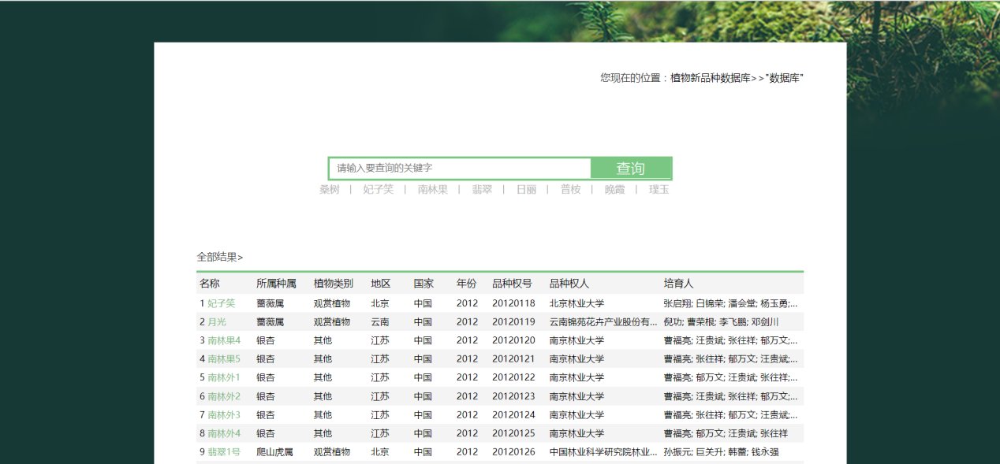 您现在的位置：植物新品种数据库>>"数据库"
请输入要查询的关键字 查询
桑树 | 妃子笑 | 南林果 | 翡翠 | 日丽 | 普桉 | 晚霞 | 璞玉
全部结果>
名称 所属种属 植物类别 地区 国家 年份 品种权号 品种权人 培育人
1 妃子笑 蔷薇属 观赏植物 北京 中国 2012 20120118 北京林业大学 张启翔; 白锦荣; 潘会堂; 杨玉勇;...
2 月光 蔷薇属 观赏植物 云南 中国 2012 20120119 云南锦苑花卉产业股份有... 倪功; 曹荣根; 李飞鹏; 邓剑川
3 南林果4 银杏 其他 江苏 中国 2012 20120120 南京林业大学 曹福亮; 汪贵斌; 张往祥; 郁万文;...
4 南林果5 银杏 其他 江苏 中国 2012 20120121 南京林业大学 曹福亮; 张往祥; 郁万文; 汪贵斌;...
5 南林外1 银杏 其他 江苏 中国 2012 20120122 南京林业大学 曹福亮; 郁万文; 汪贵斌; 张往祥;...
6 南林外2 银杏 其他 江苏 中国 2012 20120123 南京林业大学 曹福亮; 汪贵斌; 张往祥; 郁万文;...
7 南林外3 银杏 其他 江苏 中国 2012 20120124 南京林业大学 曹福亮; 张往祥; 郁万文; 汪贵斌;...
8 南林外4 银杏 其他 江苏 中国 2012 20120125 南京林业大学 曹福亮; 郁万文; 汪贵斌; 张往祥
9 翡翠1号 爬山虎属 观赏植物 北京 中国 2012 20120126 中国林业科学研究院林业... 孙振元; 巨关升; 韩蕾; 钱永强